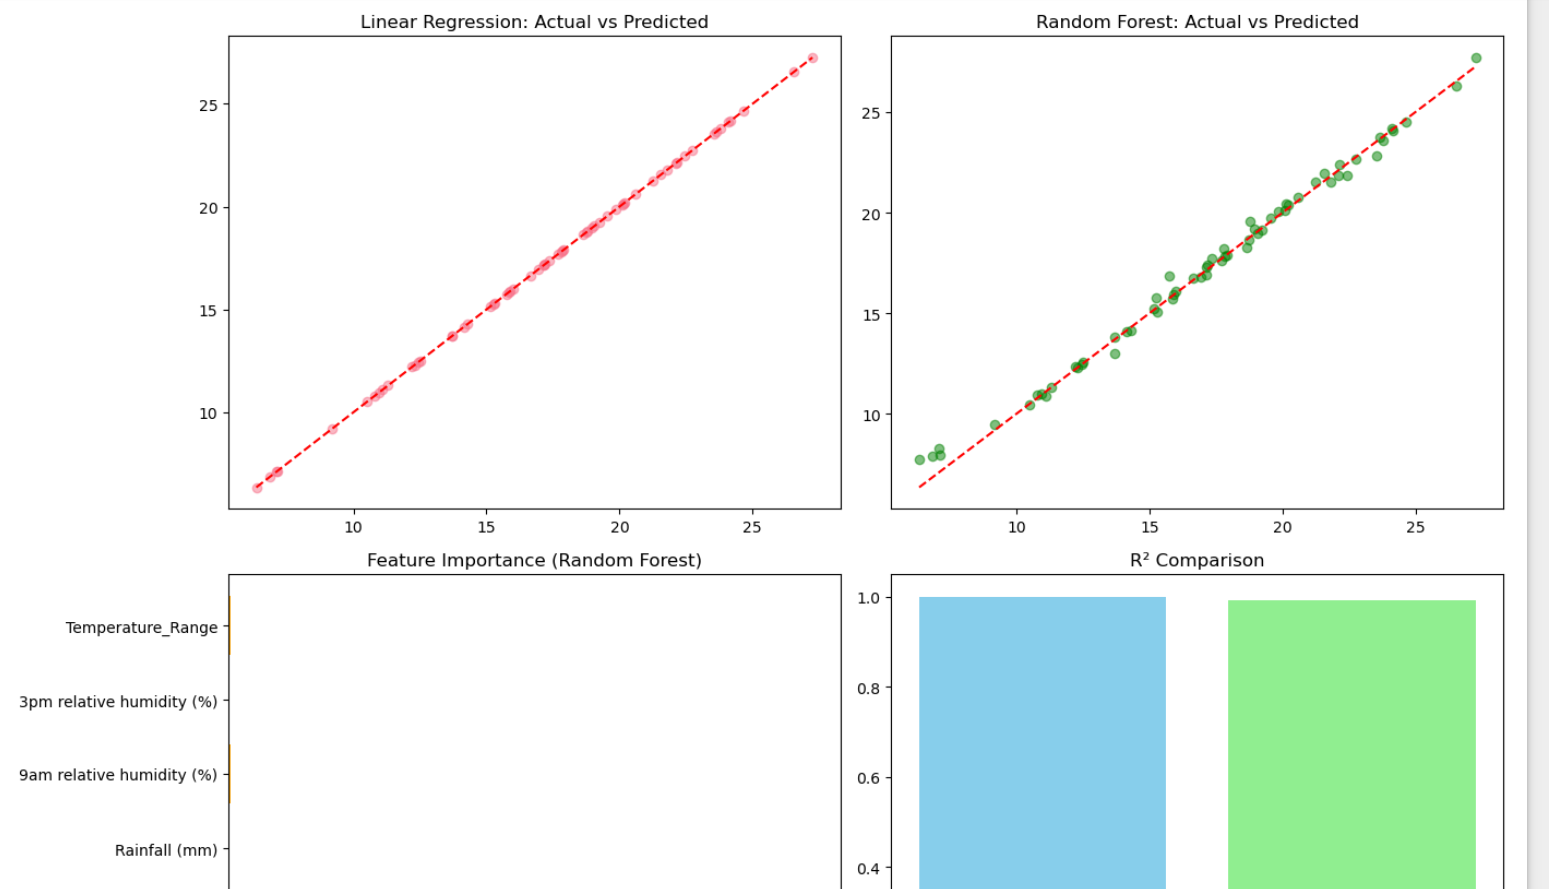 Linear Regression: Actual vs Predicted
25
20
15
10
10 15 20 25
Random Forest: Actual vs Predicted
25
20
15
10
10 15 20 25
Feature Importance (Random Forest)
Temperature_Range
3pm relative humidity (%)
9am relative humidity (%)
Rainfall (mm)
R² Comparison
1.0
0.8
0.6
0.4